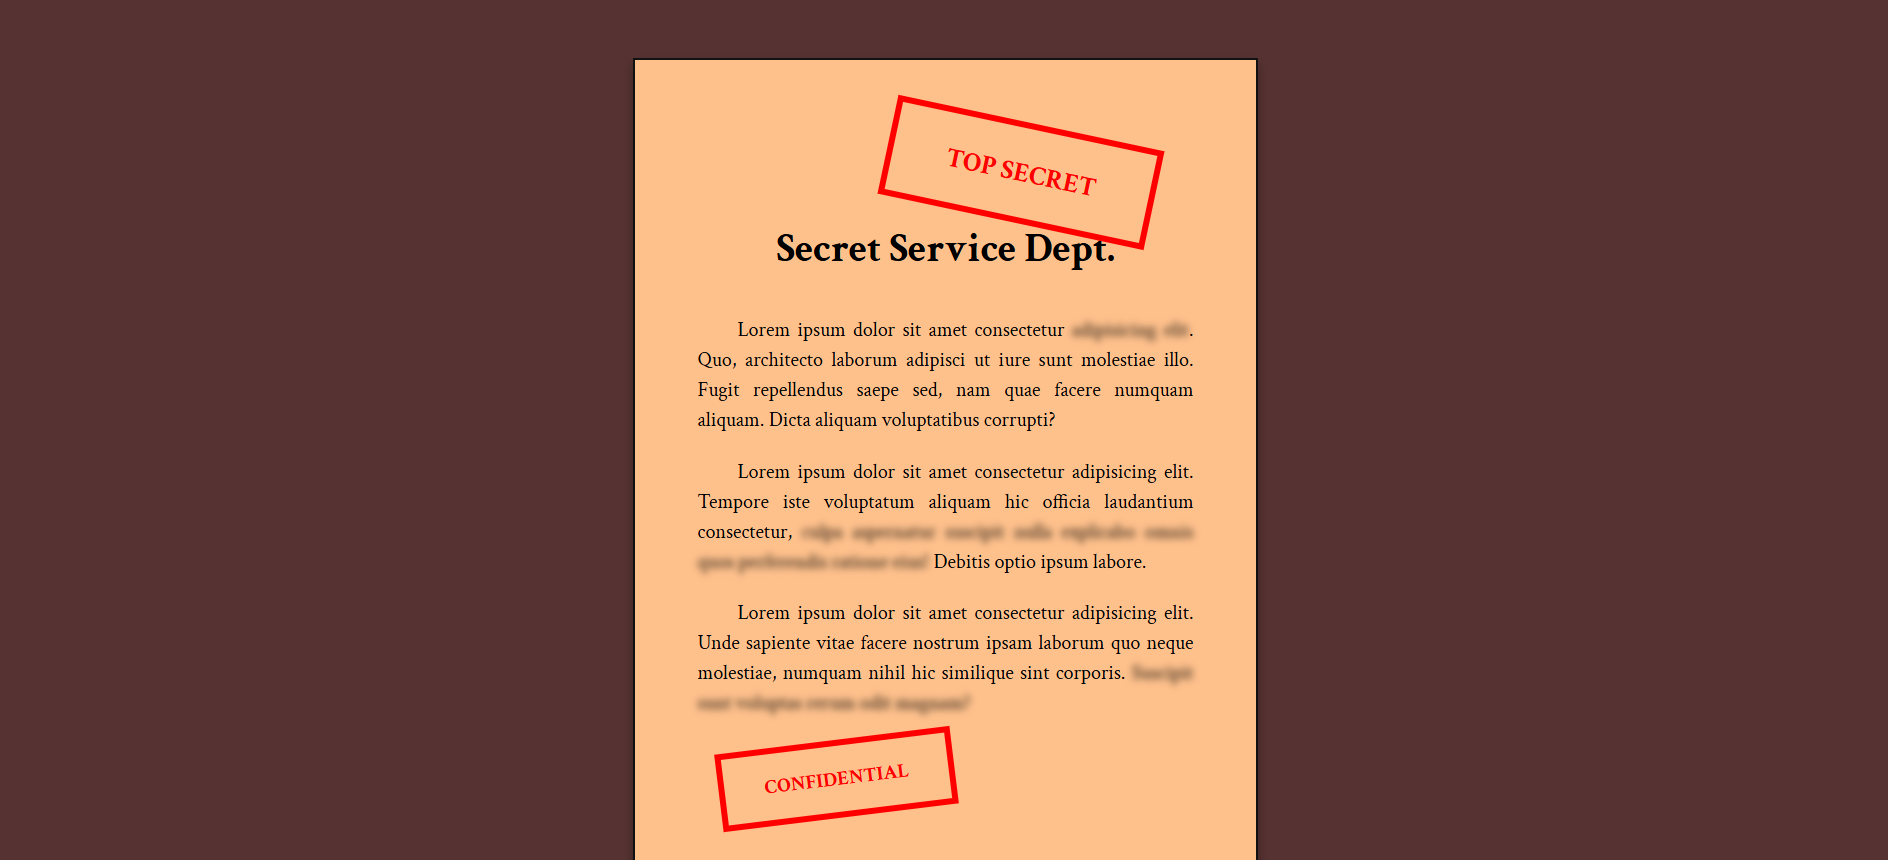 TOP SECRET
Secret Service Dept.
Lorem ipsum dolor sit amet consectetur adipisicing elit.
Quo, architecto laborum adipisci ut iure sunt molestiae illo.
Fugit repellendus saepe sed, nam quae facere numquam
aliquam. Dicta aliquam voluptatibus corrupti?
Lorem ipsum dolor sit amet consectetur adipisicing elit.
Tempore iste voluptatum aliquam hic officia laudantium
consectetur,
Debitis optio ipsum labore.
Lorem ipsum dolor sit amet consectetur adipisicing elit.
Unde sapiente vitae facere nostrum ipsam laborum quo neque
molestiae, numquam nihil hic similique sint corporis.
CONFIDENTIAL